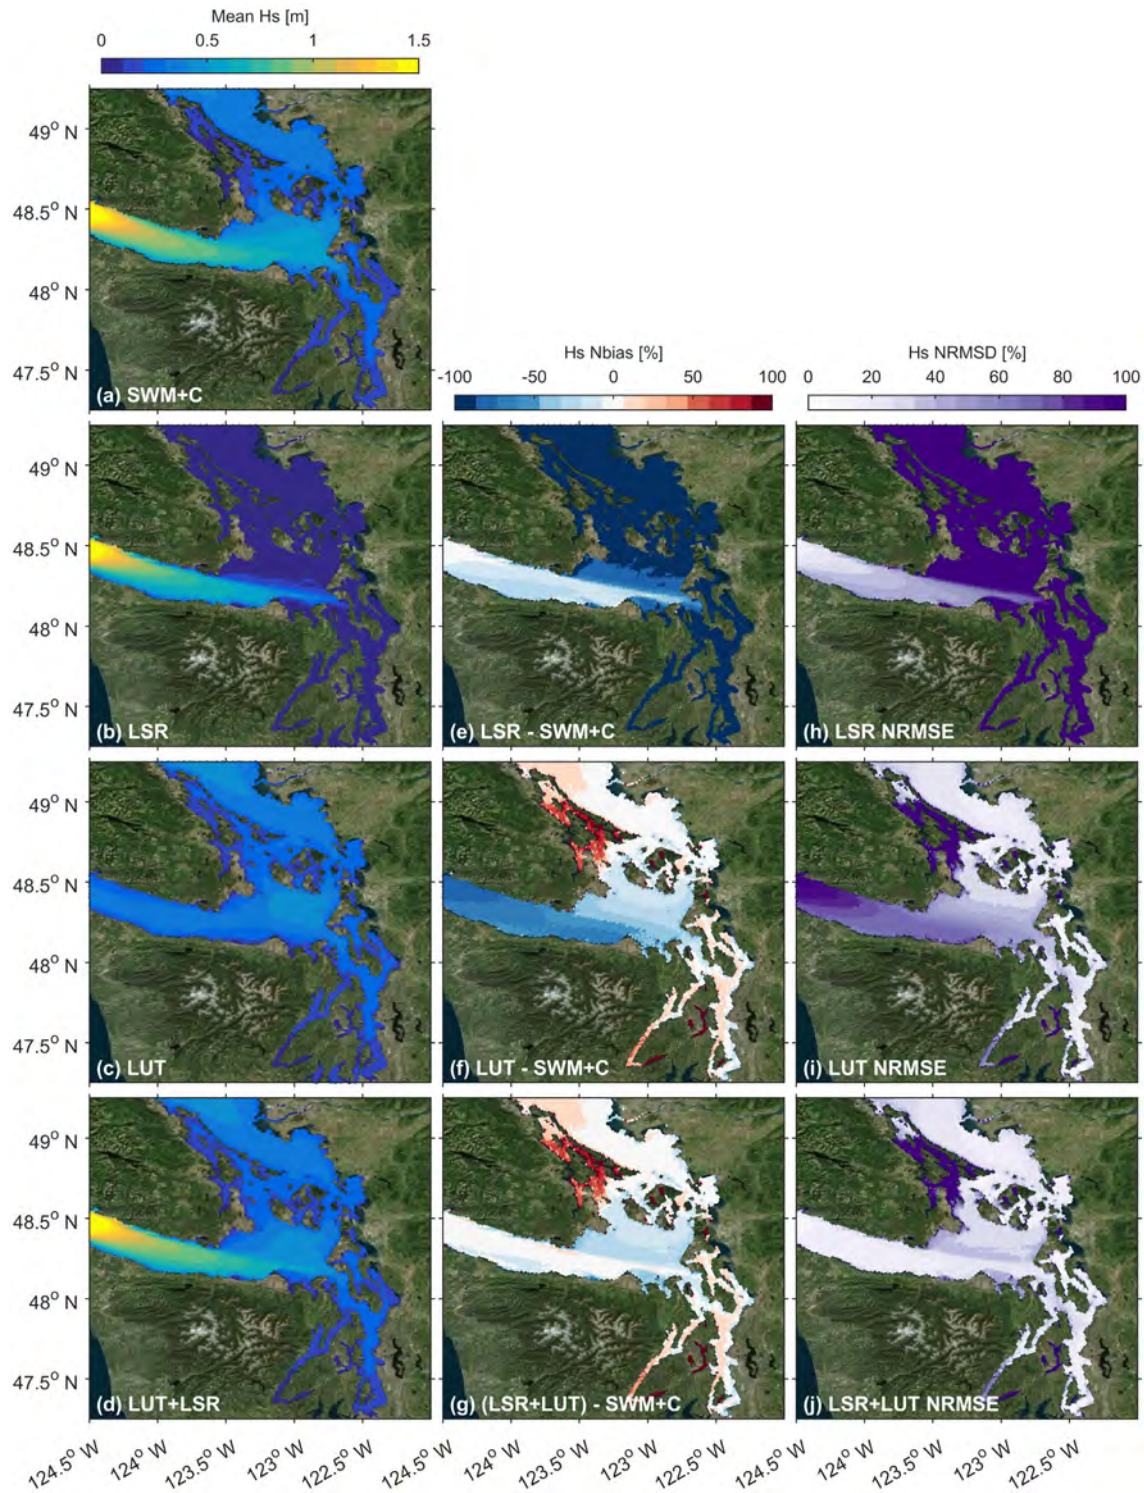 Mean Hs [m]
0 0.5 1 1.5
49° N
48.5° N
48° N
47.5° N
(a) SWM+C
Hs Nbias [%]
-100 -50 0 50 100
Hs NRMSD [%]
0 20 40 60 80 100
49° N
48.5° N
48° N
47.5° N
(b) LSR
(e) LSR - SWM+C
(h) LSR NRMSE
49° N
48.5° N
48° N
47.5° N
(c) LUT
(f) LUT - SWM+C
(i) LUT NRMSE
49° N
48.5° N
48° N
47.5° N
(d) LUT+LSR
(g) (LSR+LUT) - SWM+C
(j) LSR+LUT NRMSE
124.5° W 124° W 123.5° W 123° W 122.5° W 124.5° W 124° W 123.5° W 123° W 122.5° W 124.5° W 124° W 123.5° W 123° W 122.5° W